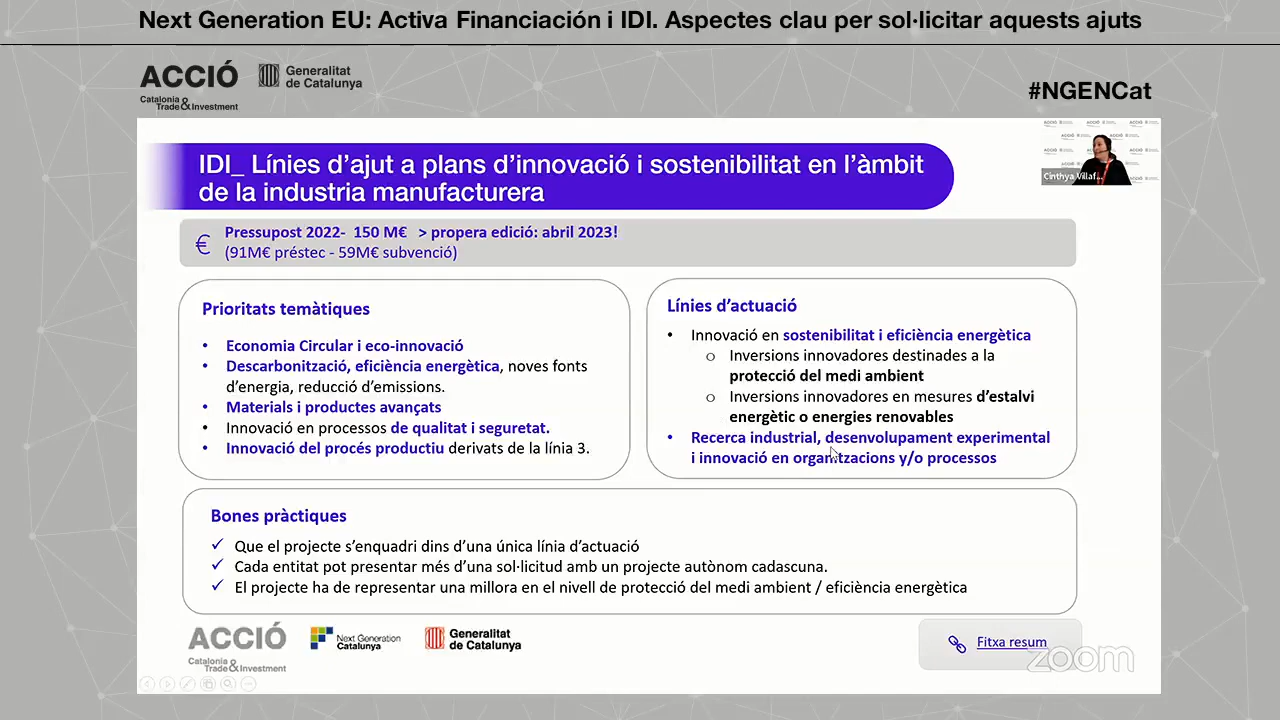 Next Generation EU: Activa Financiación i IDI. Aspectes clau per sol·licitar aquests ajuts
ACCIÓ
Catalonia
Trade & Investment
Generalitat
de Catalunya
#NGENCat
IDI_ Línies d'ajut a plans d'innovació i sostenibilitat en l'àmbit
de la industria manufacturera
Cinthya Villaf...
€
Pressupost 2022- 150 M€ > propera edició: abril 2023!
(91M€ préstec - 59M€ subvenció)
Prioritats temàtiques
• Economia Circular i eco-innovació
• Descarbonització, eficiència energètica, noves fonts
d'energia, reducció d'emissions.
• Materials i productes avançats
• Innovació en processos de qualitat i seguretat.
• Innovació del procés productiu derivats de la línia 3.
Línies d'actuació
• Innovació en sostenibilitat i eficiència energètica
o Inversions innovadores destinades a la
protecció del medi ambient
o Inversions innovadores en mesures d'estalvi
energètic o energies renovables
• Recerca industrial, desenvolupament experimental
i innovació en organitzacions y/o processos
Bones pràctiques
✓ Que el projecte s'enquadri dins d'una única línia d'actuació
✓ Cada entitat pot presentar més d'una sol·licitud amb un projecte autònom cadascuna.
✓ El projecte ha de representar una millora en el nivell de protecció del medi ambient / eficiència energètica
ACCIÓ
Catalonia
Trade & Investment
Next Generation
Catalunya
Generalitat
de Catalunya
Fitxa resum
zoom